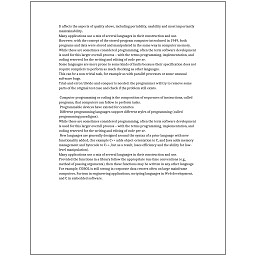 It affects the aspects of quality above, including portability, usability and most importantly
maintainability.
Many applications use a mix of several languages in their construction and use.
However, with the concept of the stored-program computer introduced in 1949, both
programs and data were stored and manipulated in the same way in computer memory.
While these are sometimes considered programming, often the term software development
is used for this larger overall process – with the terms programming, implementation, and
coding reserved for the writing and editing of code per se.
Some languages are more prone to some kinds of faults because their specification does not
require compilers to perform as much checking as other languages.
This can be a non-trivial task, for example as with parallel processes or some unusual
software bugs.
Trial-and-error/divide-and-conquer is needed: the programmer will try to remove some
parts of the original test case and check if the problem still exists.
Computer programming or coding is the composition of sequences of instructions, called
programs, that computers can follow to perform tasks.
Programmable devices have existed for centuries.
Different programming languages support different styles of programming (called
programming paradigms).
While these are sometimes considered programming, often the term software development
is used for this larger overall process – with the terms programming, implementation, and
coding reserved for the writing and editing of code per se.
New languages are generally designed around the syntax of a prior language with new
functionality added, (for example C++ adds object-orientation to C, and Java adds memory
management and bytecode to C++, but as a result, loses efficiency and the ability for low-
level manipulation).
Many applications use a mix of several languages in their construction and use.
Provided the functions in a library follow the appropriate run-time conventions (e.g.,
method of passing arguments), then these functions may be written in any other language.
For example, COBOL is still strong in corporate data centers often on large mainframe
computers, Fortran in engineering applications, scripting languages in Web development,
and C in embedded software.